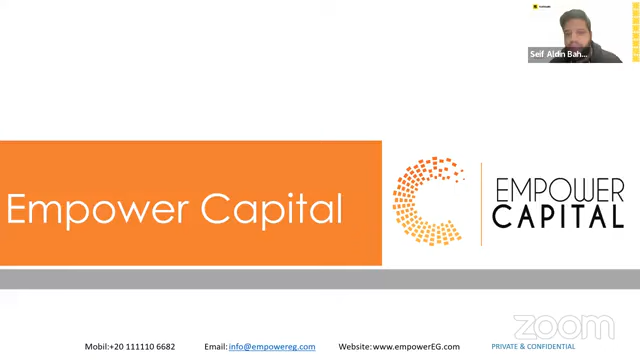 Seif Aldin Bah...
Empower Capital
EMPOWER
CAPITAL
zoom
Mobil:+20 111110 6682 Email: info@empowereg.com Website: www.empowerEG.com PRIVATE & CONFIDENTIAL